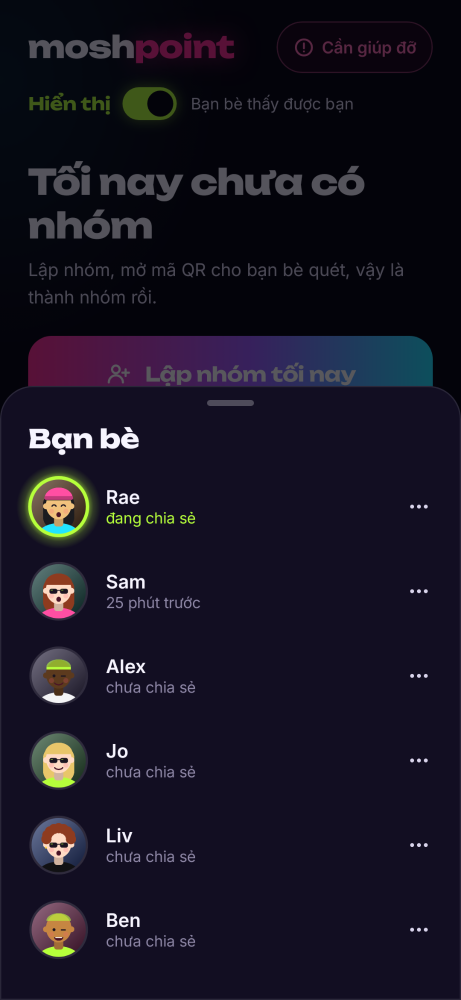 moshpoint
Cần giúp đỡ
Hiển thị
Bạn bè thấy được bạn
Tối nay chưa có
nhóm
Lập nhóm, mở mã QR cho bạn bè quét, vậy là
thành nhóm rồi.
Lập nhóm tối nay
Bạn bè
Rae
đang chia sẻ
Sam
25 phút trước
Alex
chưa chia sẻ
Jo
chưa chia sẻ
Liv
chưa chia sẻ
Ben
chưa chia sẻ